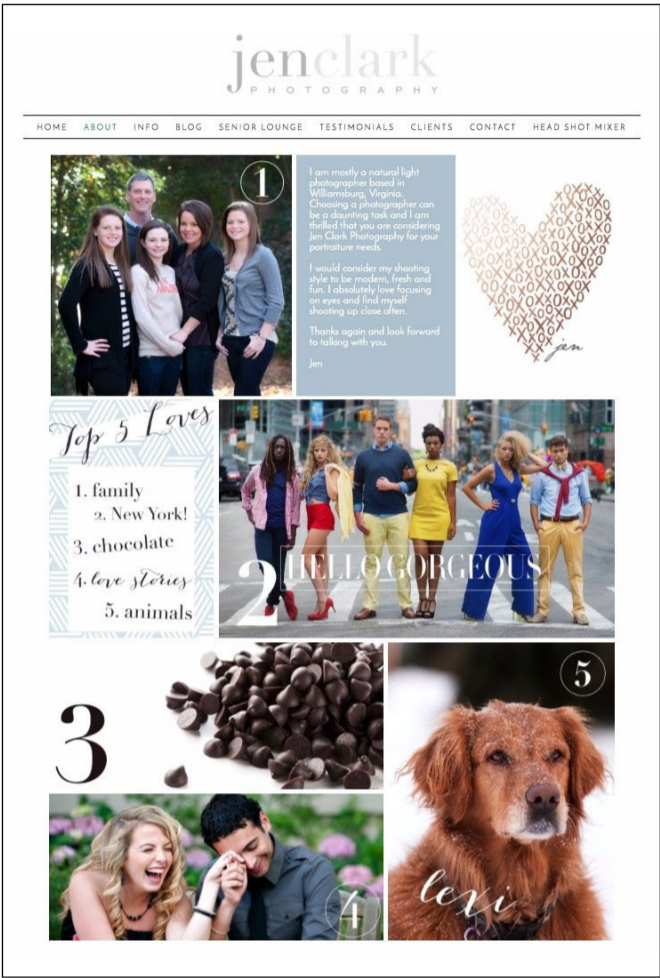 jenclark
PHOTOGRAPHY
HOME ABOUT INFO BLOG SENIOR LOUNGE TESTIMONIALS CLIENTS CONTACT HEAD SHOT MIXER
1
I am mostly a natural light
photographer based in
Williamsburg, Virginia.
Choosing a photographer can
be a daunting task and I am
thrilled that you are considering
Jen Clark Photography for your
portraiture needs.
I would consider my shooting
style to be modern, fresh and
fun. I absolutely love focusing
on eyes and find myself
shooting up close often.
Thanks again and look forward
to talking with you.
Jen
jen
Top 5 Loves
1. family
2. New York!
3. chocolate
4. love stories
5. animals
2 HELLO GORGEOUS
3
5
4
lexi